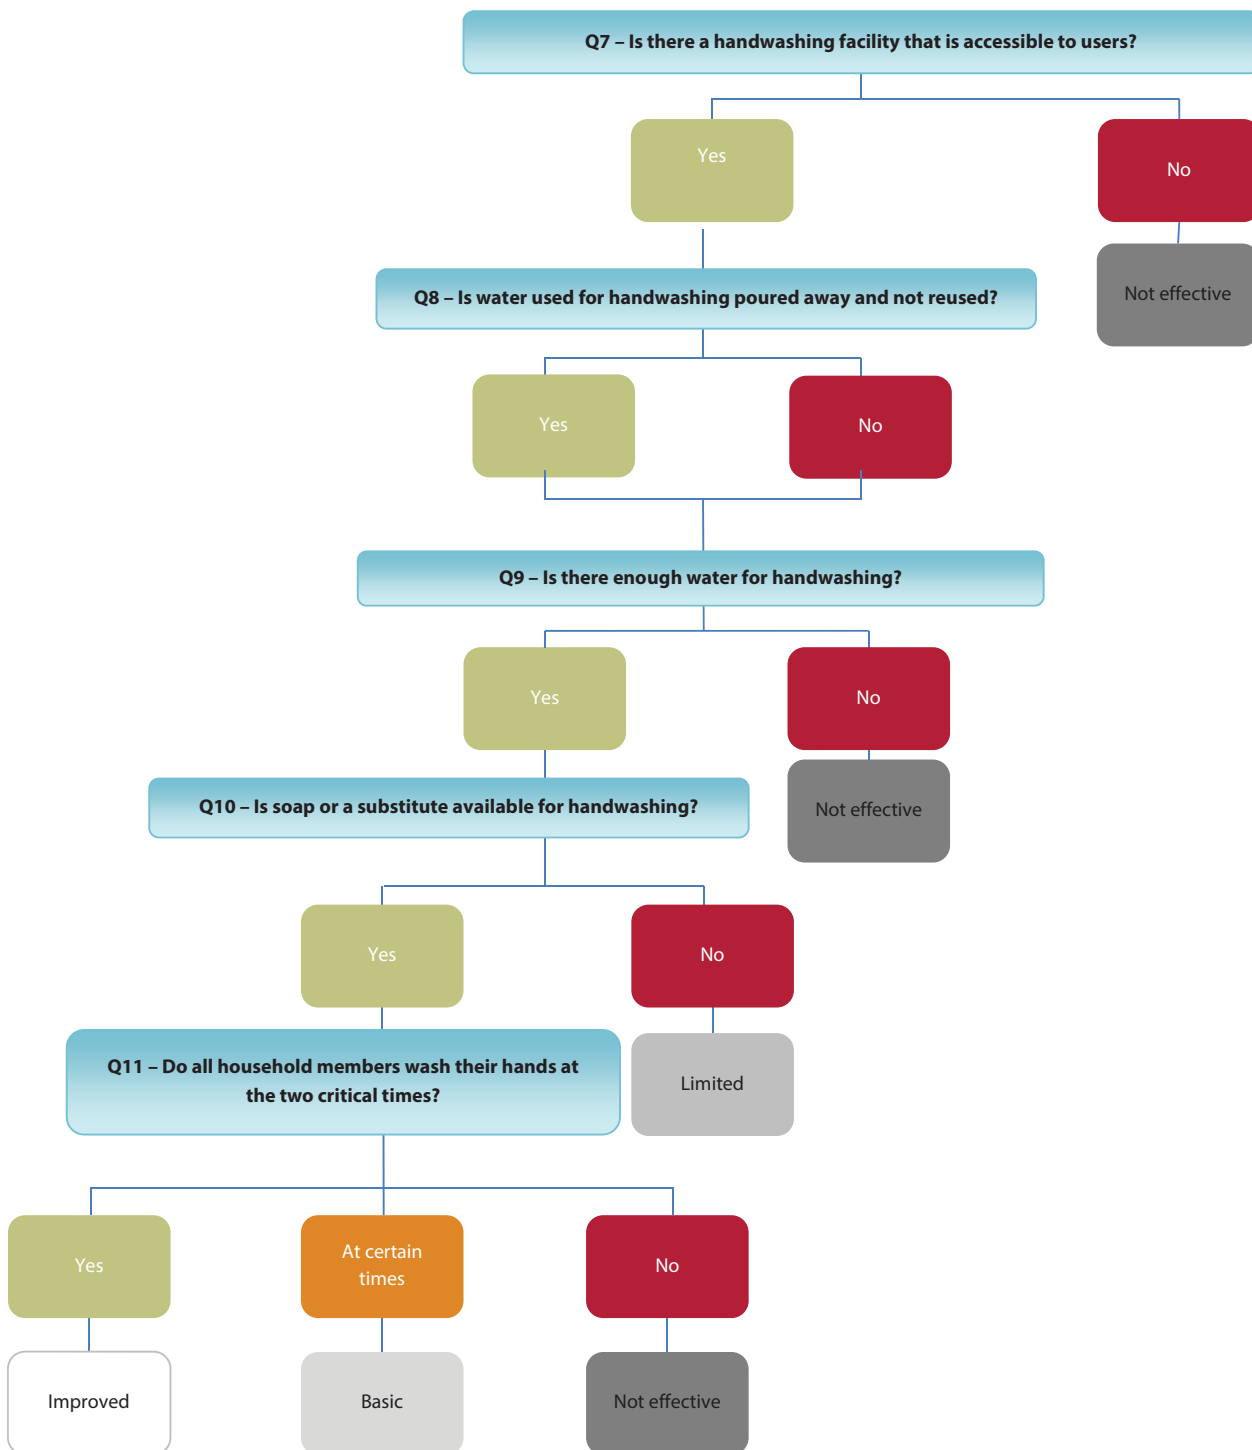 Q7 – Is there a handwashing facility that is accessible to users?
Yes
No
Not effective
Q8 – Is water used for handwashing poured away and not reused?
Yes
No
Q9 – Is there enough water for handwashing?
Yes
No
Not effective
Q10 – Is soap or a substitute available for handwashing?
Yes
No
Limited
Q11 – Do all household members wash their hands at
the two critical times?
Yes
At certain
times
No
Improved
Basic
Not effective